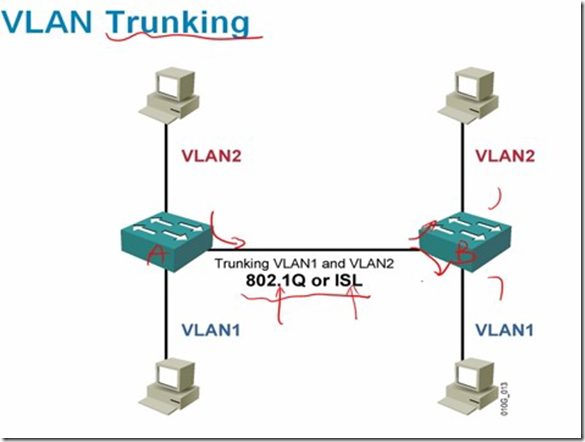 VLAN Trunking
VLAN2
VLAN2
A
B
Trunking VLAN1 and VLAN2
802.1Q or ISL
VLAN1
VLAN1
010G_013